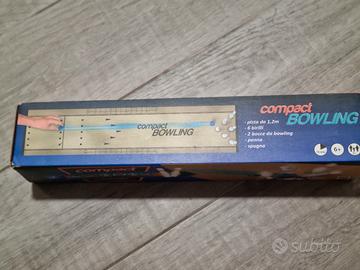 compact
BOWLING
compact
BOWLING
- pista da 1,2m
- 6 birilli
- 2 bocce da bowling
- penna
- spugna
6+
compact
subito